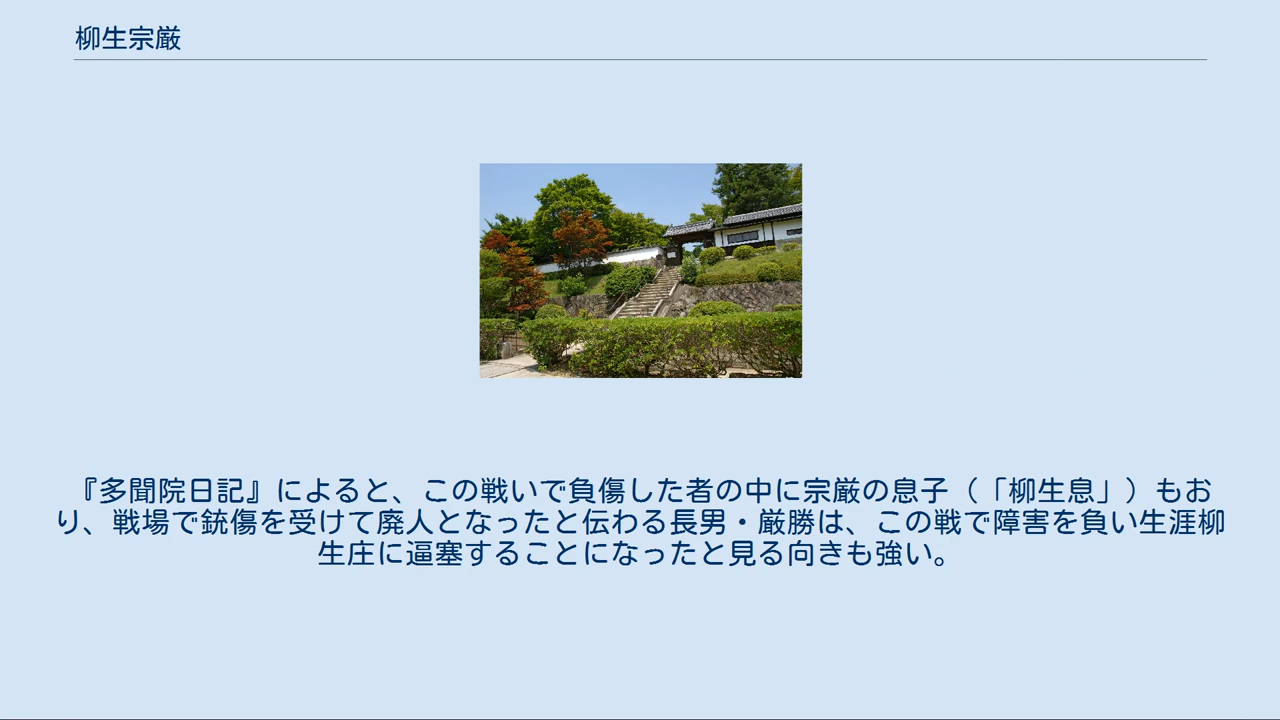 柳生宗厳
『多聞院日記』によると、この戦いで負傷した者の中に宗厳の息子（「柳生息」）もお
り、戦場で銃傷を受けて廃人となったと伝わる長男・厳勝は、この戦で障害を負い生涯柳
生庄に逼塞することになったと見る向きも強い。